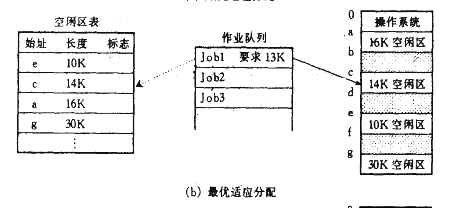 空闲区表
始址 长度 标志
e 10K
c 14K
a 16K
g 30K
⋮
作业队列
Job1 要求 13K
Job2
Job3
0
操作系统
a
16K 空闲区
b
c
14K 空闲区
d
e
10K 空闲区
f
g
30K 空闲区
(b) 最优适应分配